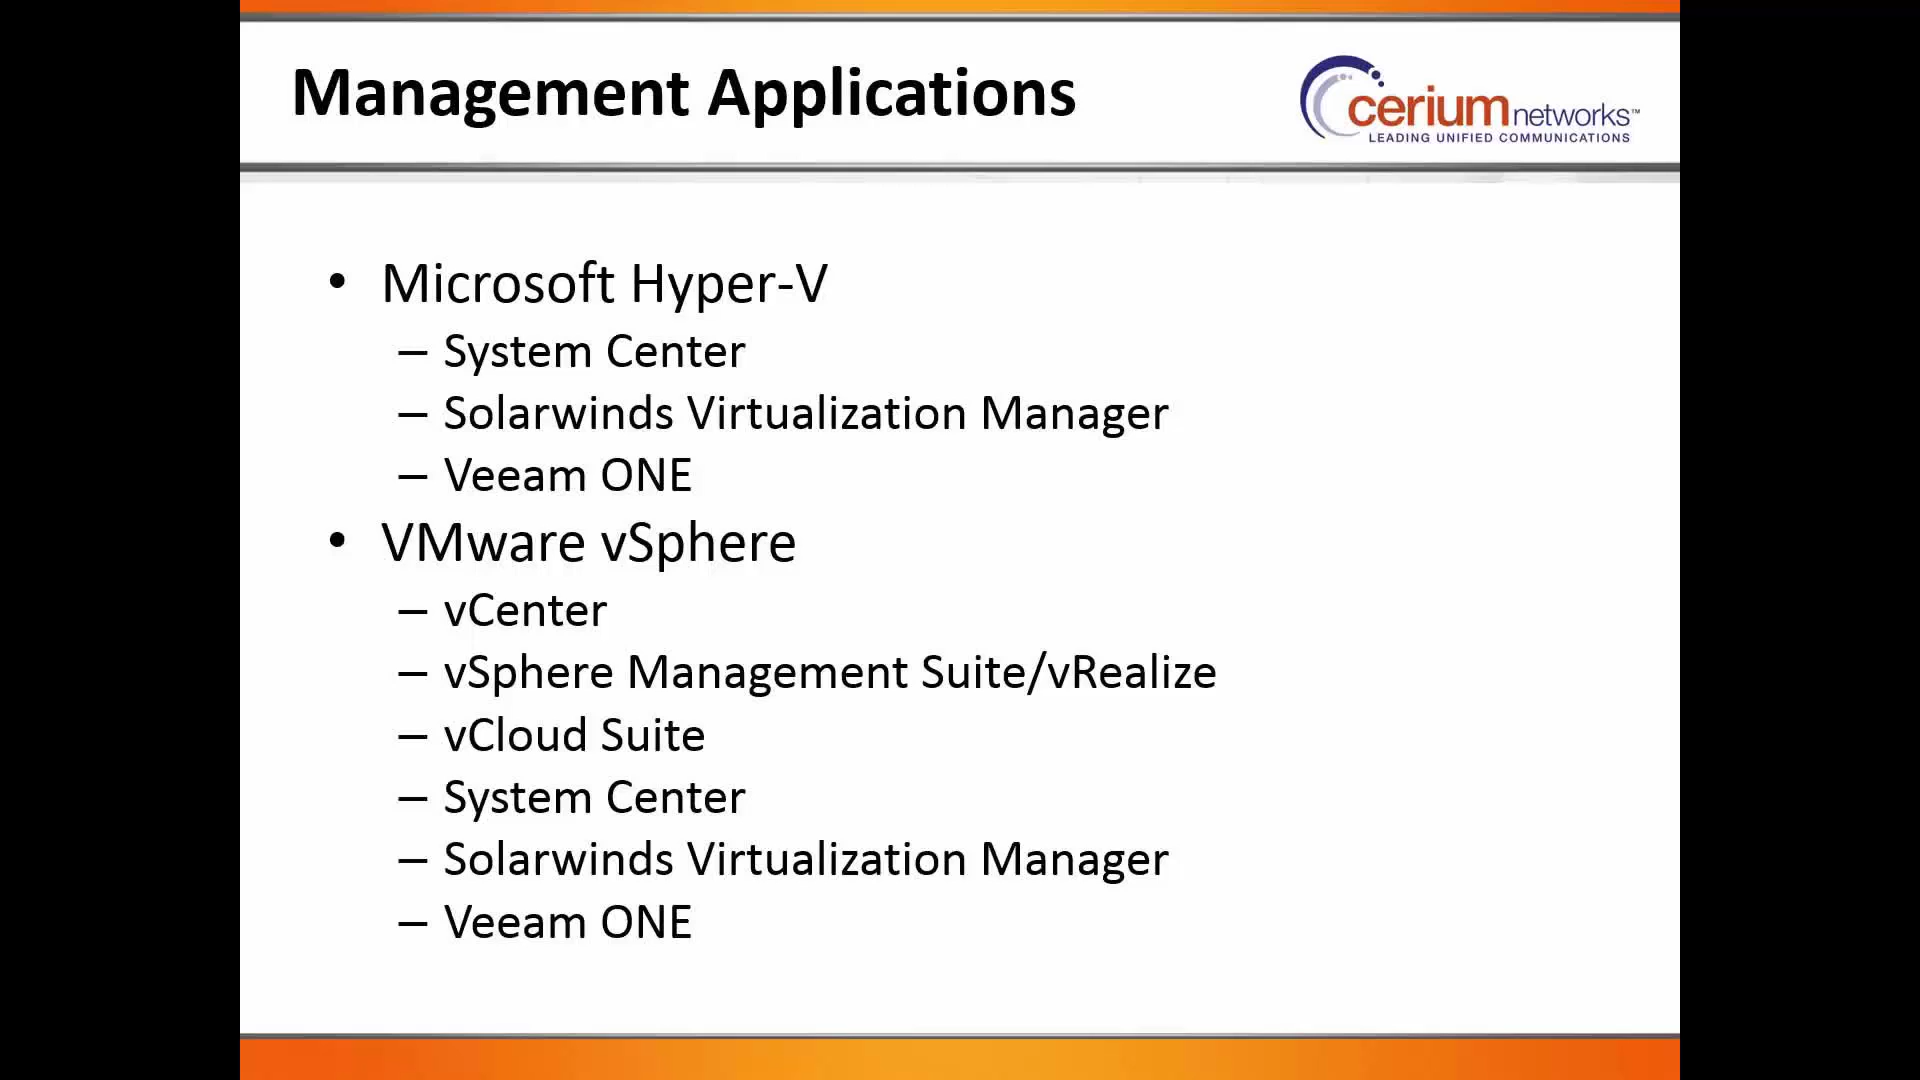 Management Applications
cerium networks™
LEADING UNIFIED COMMUNICATIONS
• Microsoft Hyper-V
– System Center
– Solarwinds Virtualization Manager
– Veeam ONE
• VMware vSphere
– vCenter
– vSphere Management Suite/vRealize
– vCloud Suite
– System Center
– Solarwinds Virtualization Manager
– Veeam ONE